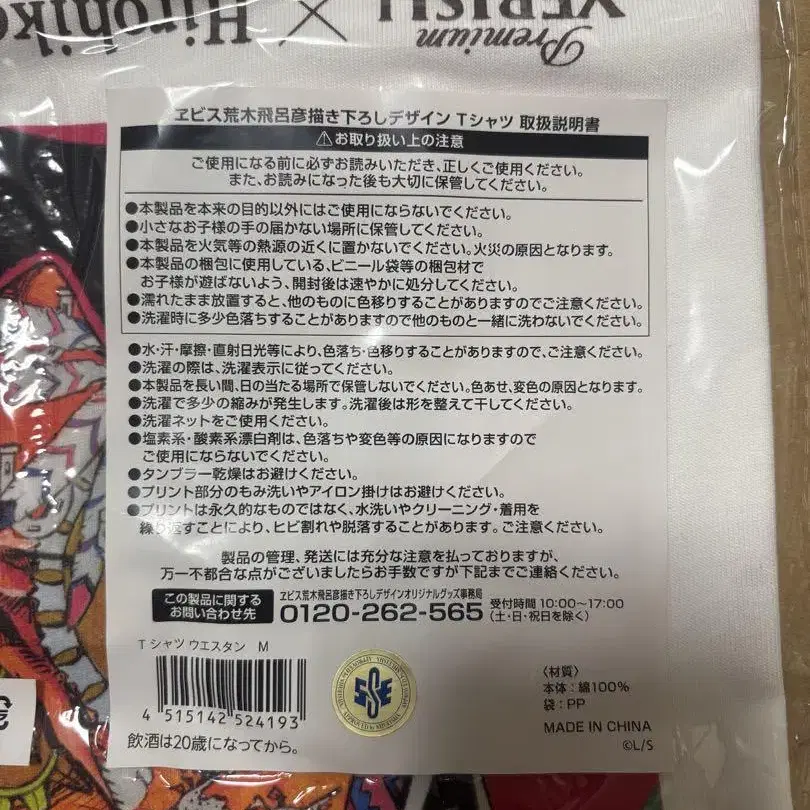 Premium
YEBISU × Hirohiko
ヱビス荒木飛呂彦描き下ろしデザイン Tシャツ 取扱説明書
⚠お取り扱い上の注意
ご使用になる前に必ずお読みいただき、正しくご使用ください。
また、お読みになった後も大切に保管してください。
●本製品を本来の目的以外にはご使用にならないでください。
●小さなお子様の手の届かない場所に保管してください。
●本製品を火気等の熱源の近くに置かないでください。火災の原因となります。
●本製品の梱包に使用している、ビニール袋等の梱包材で
お子様が遊ばないよう、開封後は速やかに処分してください。
●濡れたまま放置すると、他のものに色移りすることがありますのでご注意ください。
●洗濯時に多少色落ちすることがありますので他のものと一緒に洗わないでください。
●水・汗・摩擦・直射日光等により、色落ち・色移りすることがありますので、ご注意ください。
●洗濯の際は、洗濯表示に従ってください。
●本製品を長い間、日の当たる場所で保管しないでください。色あせ、変色の原因となります。
●洗濯で多少の縮みが発生します。洗濯後は形を整えて干してください。
●洗濯ネットをご使用ください。
●塩素系・酸素系漂白剤は、色落ちや変色等の原因になりますので
ご使用にならないでください。
●タンブラー乾燥はお避けください。
●プリント部分のもみ洗いやアイロン掛けはお避けください。
●プリントは永久的なものではなく、水洗いやクリーニング・着用を
繰り返すことにより、ヒビ割れや脱落することがあります。ご注意ください。
製品の管理、発送には充分な注意を払っておりますが、
万一不都合な点がございましたらお手数ですが下記までご連絡ください。
この製品に関する
お問い合わせ先
ヱビス荒木飛呂彦描き下ろしデザインオリジナルグッズ事務局
0120-262-565
受付時間 10:00〜17:00
(土・日・祝日を除く)
Tシャツ ウエスタン M
4 515142 524193
飲酒は20歳になってから。
〈材質〉
本体：綿100%
袋：PP
MADE IN CHINA
©L/S